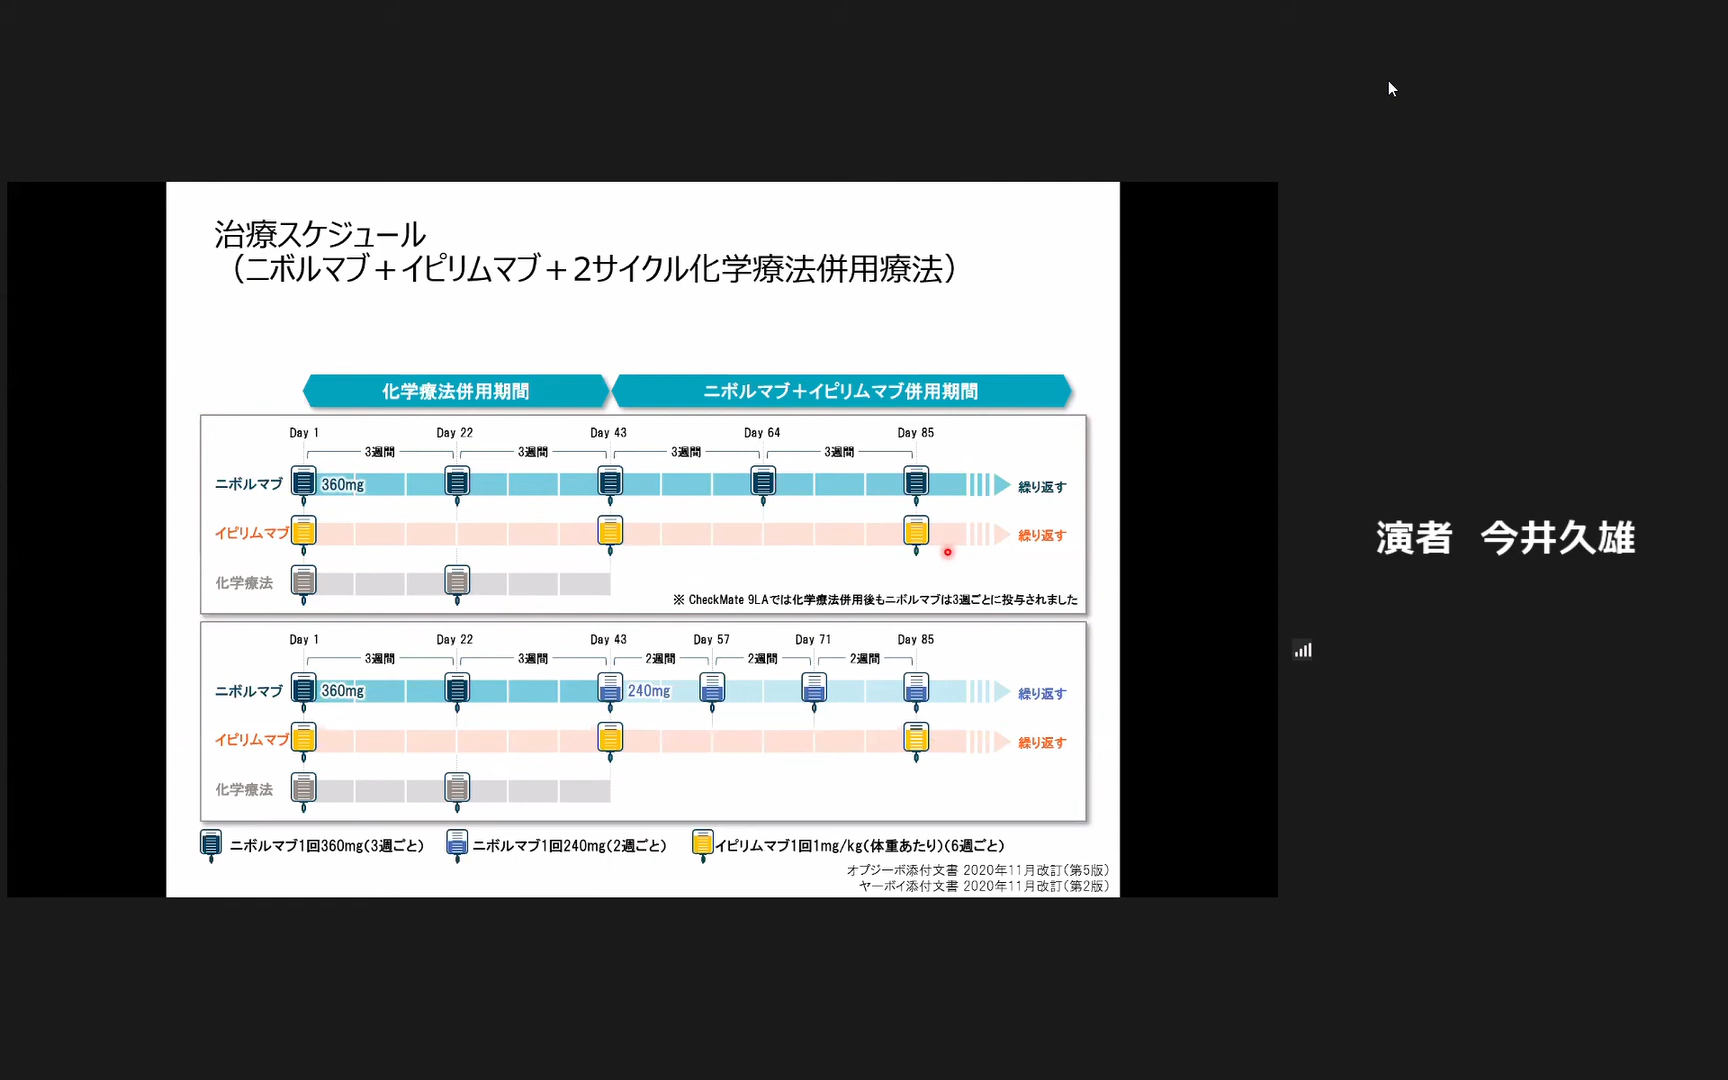 治療スケジュール
（ニボルマブ＋イピリムマブ＋2サイクル化学療法併用療法）
化学療法併用期間 ニボルマブ＋イピリムマブ併用期間
Day 1 Day 22 Day 43 Day 64 Day 85
3週間 3週間 3週間 3週間
ニボルマブ 360mg 繰り返す
イピリムマブ 繰り返す
化学療法
※ CheckMate 9LAでは化学療法併用後もニボルマブは3週ごとに投与されました
Day 1 Day 22 Day 43 Day 57 Day 71 Day 85
3週間 3週間 2週間 2週間 2週間
ニボルマブ 360mg 240mg 繰り返す
イピリムマブ 繰り返す
化学療法
ニボルマブ1回360mg(3週ごと) ニボルマブ1回240mg(2週ごと) イピリムマブ1回1mg/kg(体重あたり)(6週ごと)
オプジーボ添付文書 2020年11月改訂(第5版)
ヤーボイ添付文書 2020年11月改訂(第2版)
演者 今井久雄